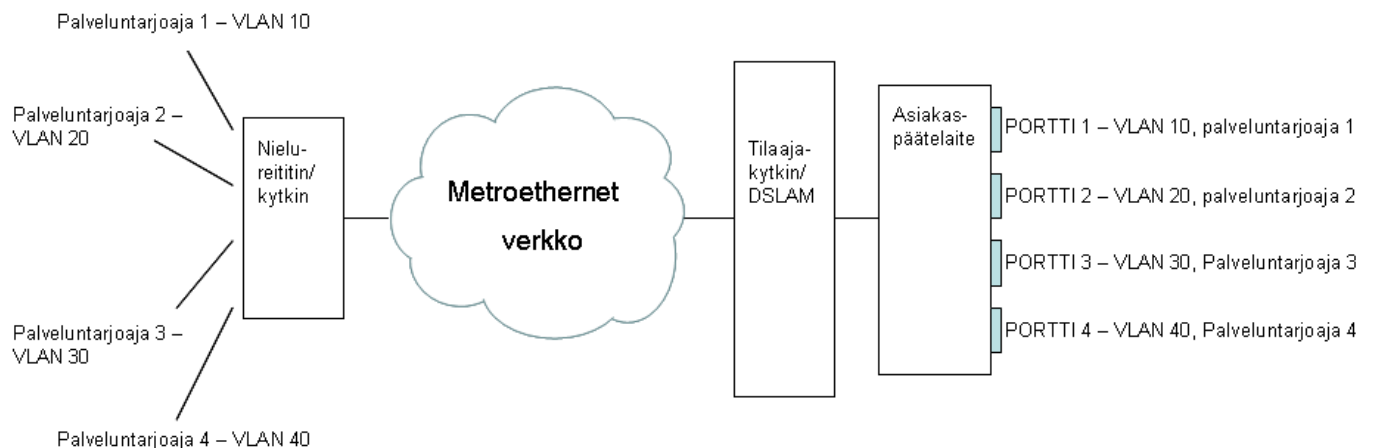 Palveluntarjoaja 1 – VLAN 10
Palveluntarjoaja 2 –
VLAN 20
Palveluntarjoaja 3 –
VLAN 30
Palveluntarjoaja 4 – VLAN 40
Nielu-
reititin/
kytkin
Metroethernet
verkko
Tilaaja-
kytkin/
DSLAM
Asiakas-
päätelaite
PORTTI 1 – VLAN 10, palveluntarjoaja 1
PORTTI 2 – VLAN 20, palveluntarjoaja 2
PORTTI 3 – VLAN 30, Palveluntarjoaja 3
PORTTI 4 – VLAN 40, Palveluntarjoaja 4